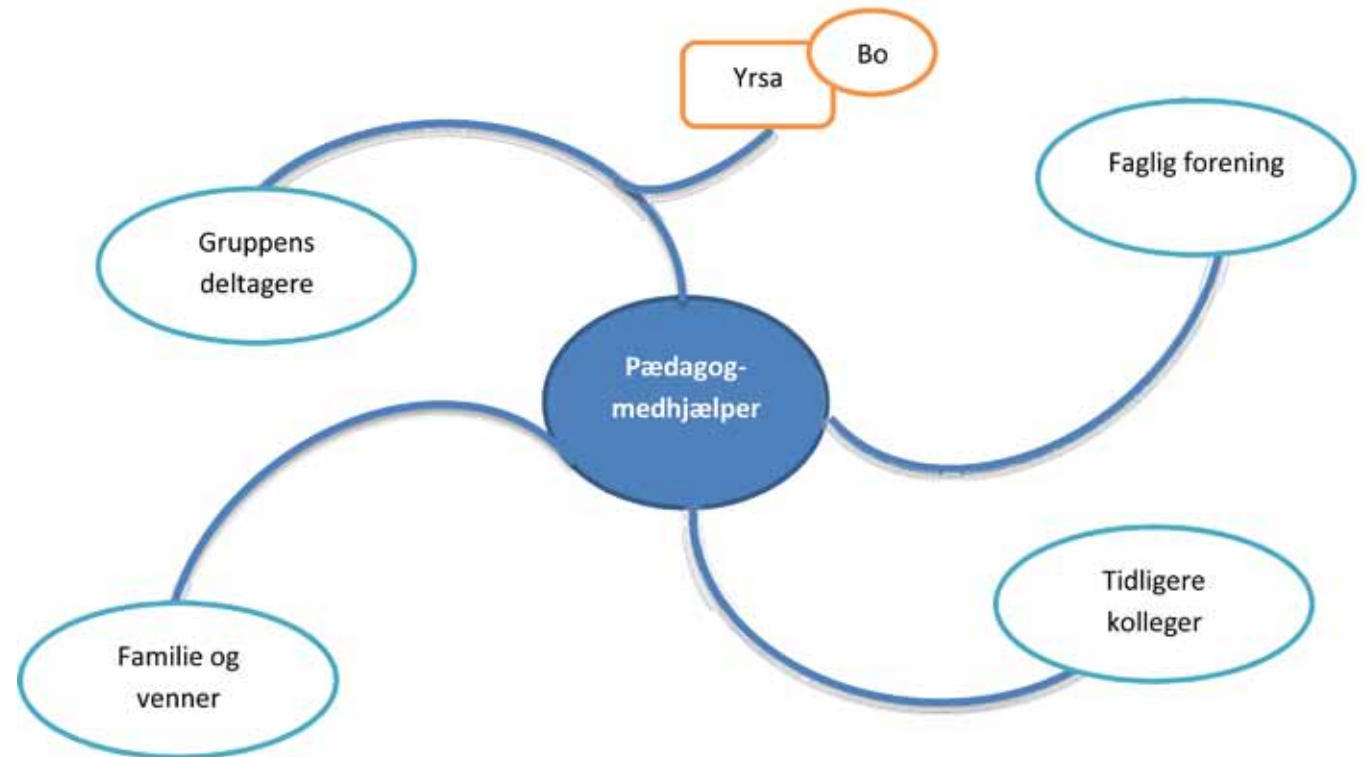 Bo
Yrsa
Faglig forening
Gruppens
deltagere
Pædagog-
medhjælper
Tidligere
kolleger
Familie og
venner